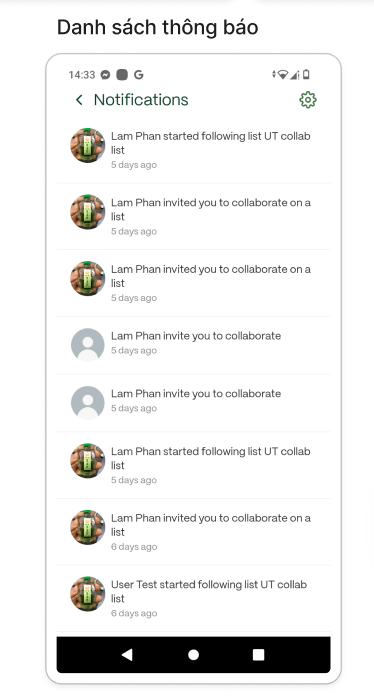 Danh sách thông báo
14:33
Notifications
Lam Phan started following list UT collab
list
5 days ago
Lam Phan invited you to collaborate on a
list
5 days ago
Lam Phan invited you to collaborate on a
list
5 days ago
Lam Phan invite you to collaborate
5 days ago
Lam Phan invite you to collaborate
5 days ago
Lam Phan started following list UT collab
list
5 days ago
Lam Phan invited you to collaborate on a
list
6 days ago
User Test started following list UT collab
list
6 days ago